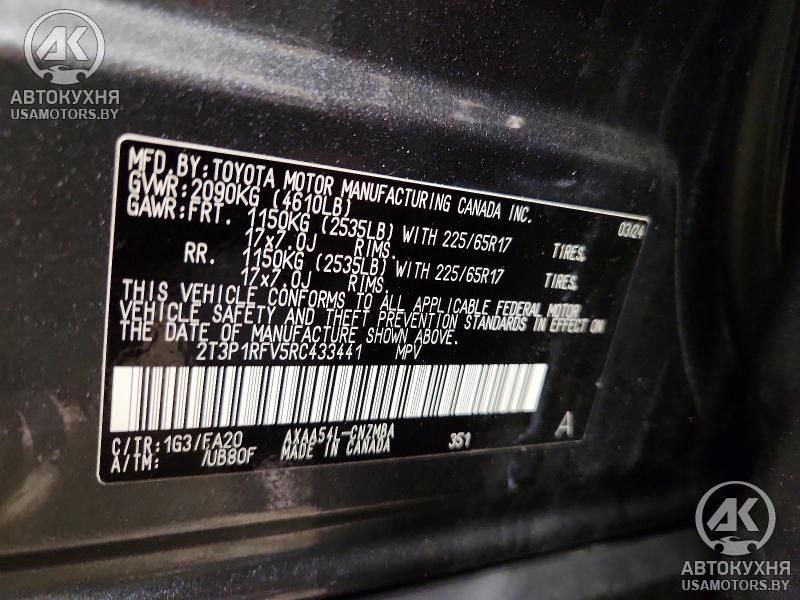 AK
АВТОКУХНЯ
USAMOTORS.BY
MFD. BY: TOYOTA MOTOR MANUFACTURING CANADA INC.
GVWR: 2090KG (4610LB) 03/24
GAWR: FRT. 1150KG (2535LB) WITH 225/65R17 TIRES.
17x7.0J RIMS.
RR. 1150KG (2535LB) WITH 225/65R17 TIRES.
17x7.0J RIMS.
THIS VEHICLE CONFORMS TO ALL APPLICABLE FEDERAL MOTOR
VEHICLE SAFETY AND THEFT PREVENTION STANDARDS IN EFFECT ON
THE DATE OF MANUFACTURE SHOWN ABOVE.
2T3P1RFV5RC433441 MPV
C/TR: 1G3/FA20 AXAA54L-CNZMBA 351 A
A/TM: /UB80F MADE IN CANADA
AK
АВТОКУХНЯ
USAMOTORS.BY